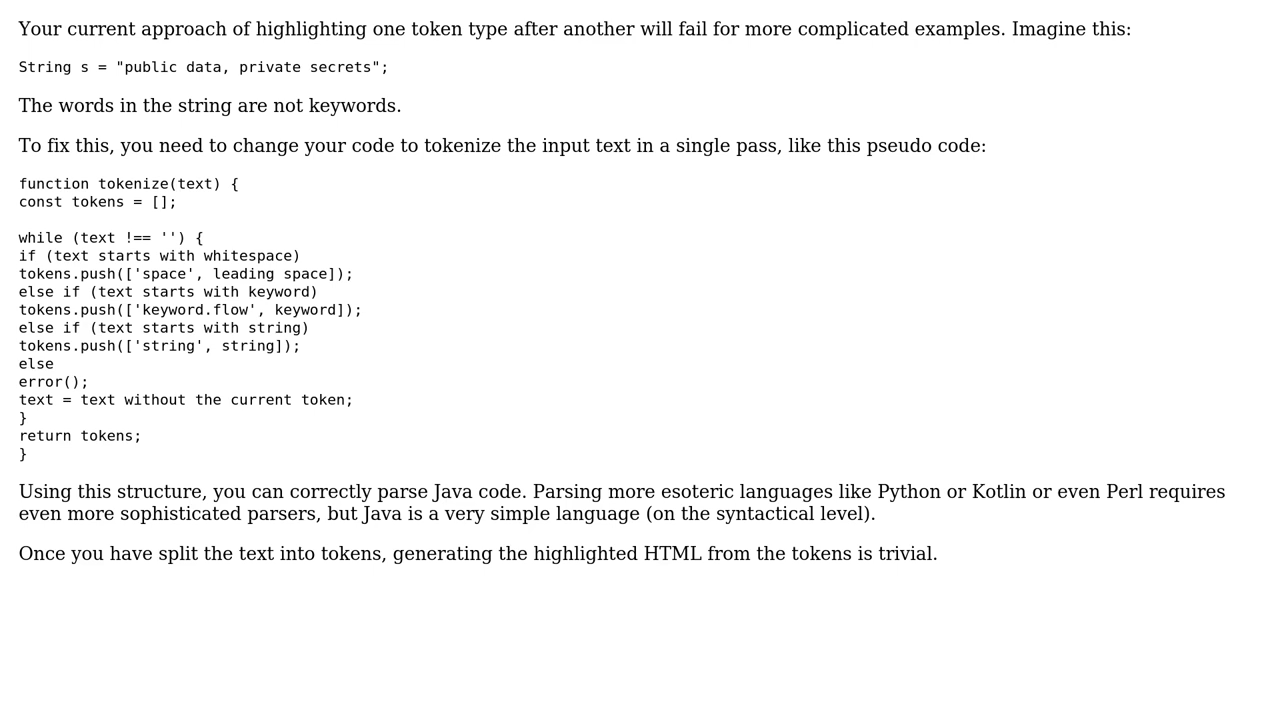 Your current approach of highlighting one token type after another will fail for more complicated examples. Imagine this:
String s = "public data, private secrets";
The words in the string are not keywords.
To fix this, you need to change your code to tokenize the input text in a single pass, like this pseudo code:
function tokenize(text) {
const tokens = [];
while (text !== '') {
if (text starts with whitespace)
tokens.push(['space', leading space]);
else if (text starts with keyword)
tokens.push(['keyword.flow', keyword]);
else if (text starts with string)
tokens.push(['string', string]);
else
error();
text = text without the current token;
}
return tokens;
}
Using this structure, you can correctly parse Java code. Parsing more esoteric languages like Python or Kotlin or even Perl requires
even more sophisticated parsers, but Java is a very simple language (on the syntactical level).
Once you have split the text into tokens, generating the highlighted HTML from the tokens is trivial.